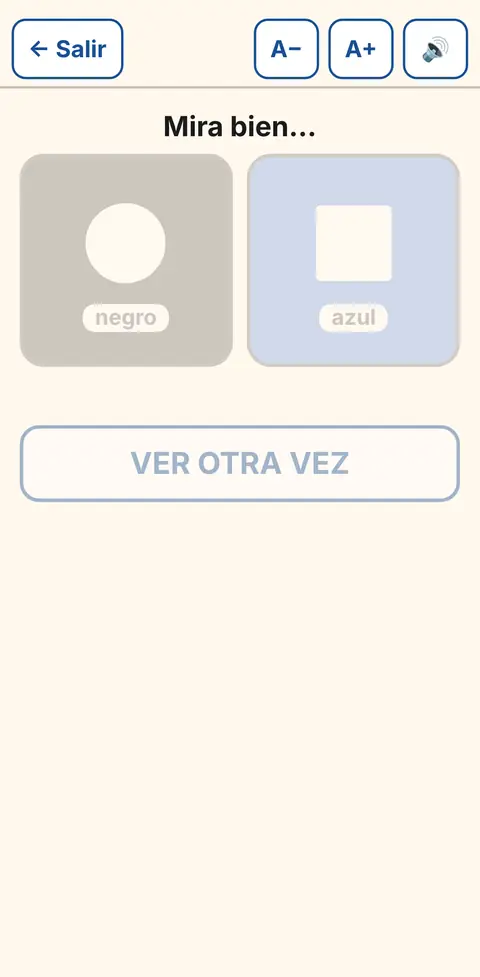 ← Salir A− A+
Mira bien...
negro azul
VER OTRA VEZ